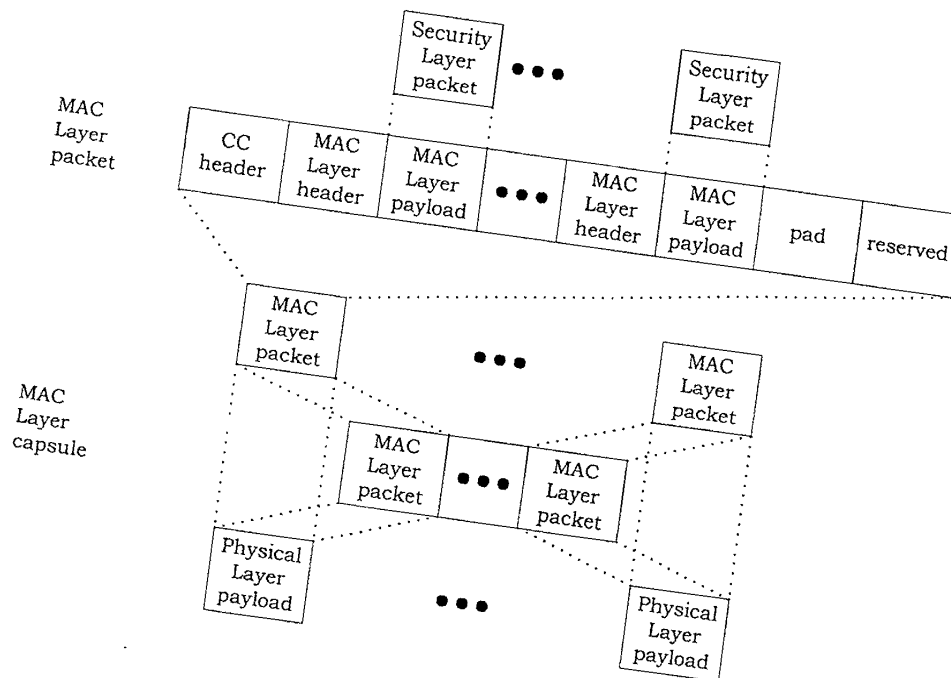 Security
Layer
packet
Security
Layer
packet
MAC
Layer
packet
CC
header
MAC
Layer
header
MAC
Layer
payload
MAC
Layer
header
MAC
Layer
payload
pad
reserved
MAC
Layer
packet
MAC
Layer
packet
MAC
Layer
capsule
MAC
Layer
packet
MAC
Layer
packet
Physical
Layer
payload
Physical
Layer
payload